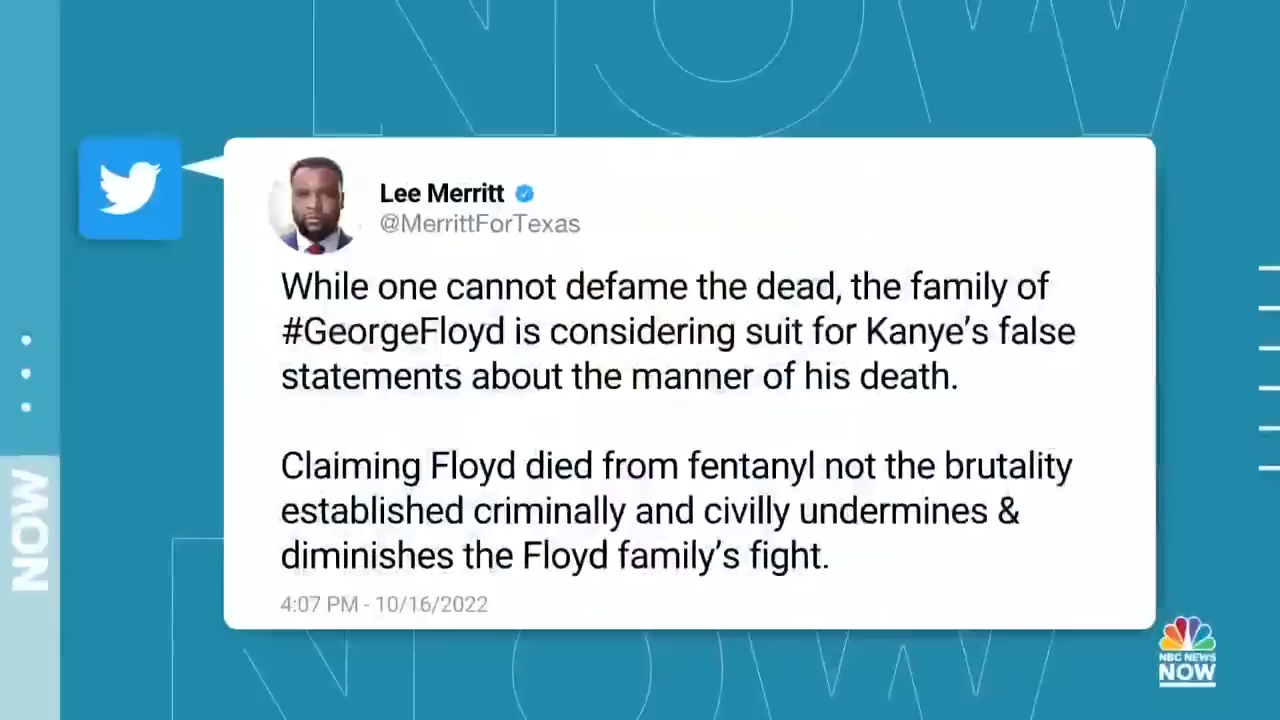 NOW
Lee Merritt
@MerrittForTexas
While one cannot defame the dead, the family of
#GeorgeFloyd is considering suit for Kanye’s false
statements about the manner of his death.
Claiming Floyd died from fentanyl not the brutality
established criminally and civilly undermines &
diminishes the Floyd family’s fight.
4:07 PM - 10/16/2022
NOW
NOW
NBC NEWS
NOW